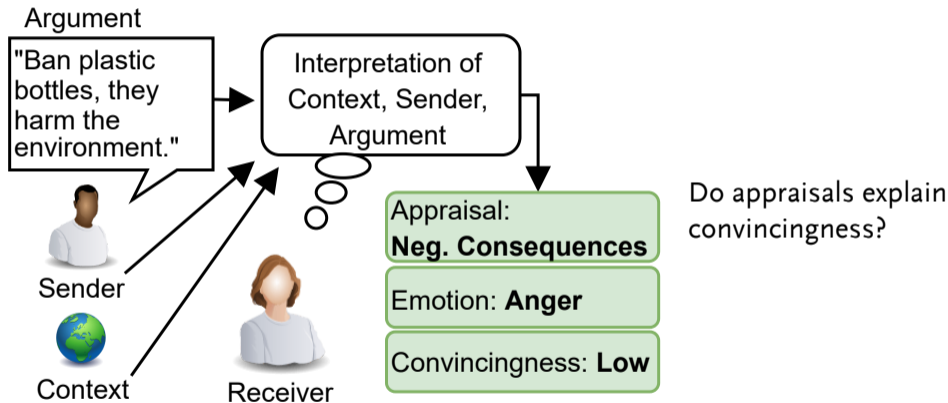 Argument
"Ban plastic
bottles, they
harm the
environment."
Sender
Context
Interpretation of
Context, Sender,
Argument
Receiver
Appraisal:
Neg. Consequences
Emotion: Anger
Convincingness: Low
Do appraisals explain
convincingness?